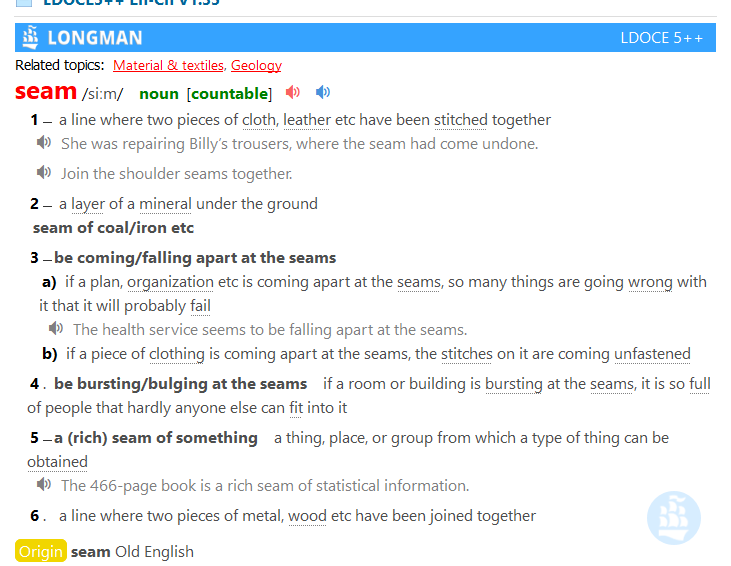 LDOCE5++ En-Cn V1.35
LONGMAN LDOCE 5++
Related topics: Material & textiles, Geology
seam /siːm/ noun [countable]
1 – a line where two pieces of cloth, leather etc have been stitched together
She was repairing Billy’s trousers, where the seam had come undone.
Join the shoulder seams together.
2 – a layer of a mineral under the ground
seam of coal/iron etc
3 – be coming/falling apart at the seams
a) if a plan, organization etc is coming apart at the seams, so many things are going wrong with
it that it will probably fail
The health service seems to be falling apart at the seams.
b) if a piece of clothing is coming apart at the seams, the stitches on it are coming unfastened
4 . be bursting/bulging at the seams if a room or building is bursting at the seams, it is so full
of people that hardly anyone else can fit into it
5 – a (rich) seam of something a thing, place, or group from which a type of thing can be
obtained
The 466-page book is a rich seam of statistical information.
6 . a line where two pieces of metal, wood etc have been joined together
Origin seam Old English